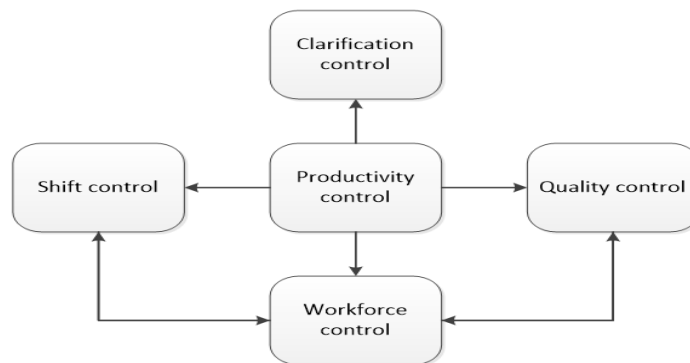 Clarification
control
Shift control
Productivity
control
Quality control
Workforce
control